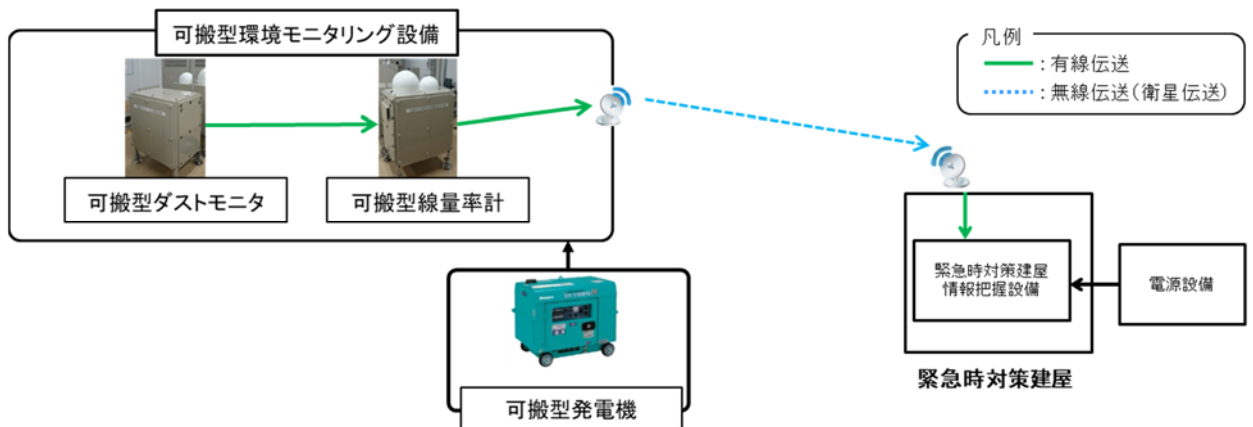 可搬型環境モニタリング設備
凡例
：有線伝送
：無線伝送(衛星伝送)
可搬型ダストモニタ
可搬型線量率計
緊急時対策建屋
情報把握設備
電源設備
緊急時対策建屋
可搬型発電機